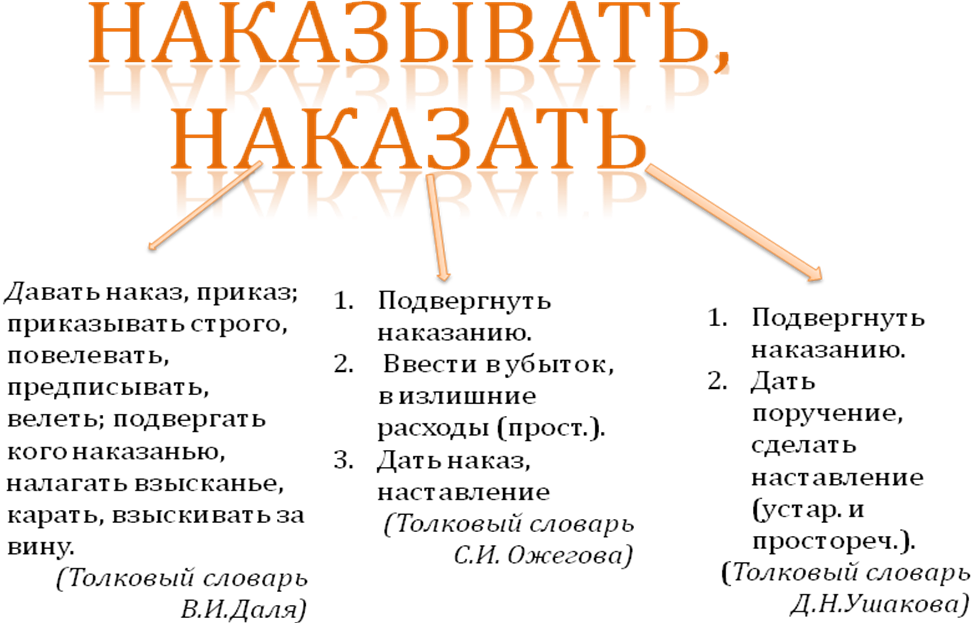 НАКАЗЫВАТЬ,
НАКАЗАТЬ
Давать наказ, приказ;
приказывать строго,
повелевать,
предписывать,
велеть; подвергать
кого наказанью,
налагать взысканье,
карать, взыскивать за
вину.
(Толковый словарь
В.И.Даля)
1. Подвергнуть
наказанию.
2. Ввести в убыток,
в излишние
расходы (прост.).
3. Дать наказ,
наставление
(Толковый словарь
С.И. Ожегова)
1. Подвергнуть
наказанию.
2. Дать
поручение,
сделать
наставление
(устар. и
простореч.).
(Толковый словарь
Д.Н.Ушакова)